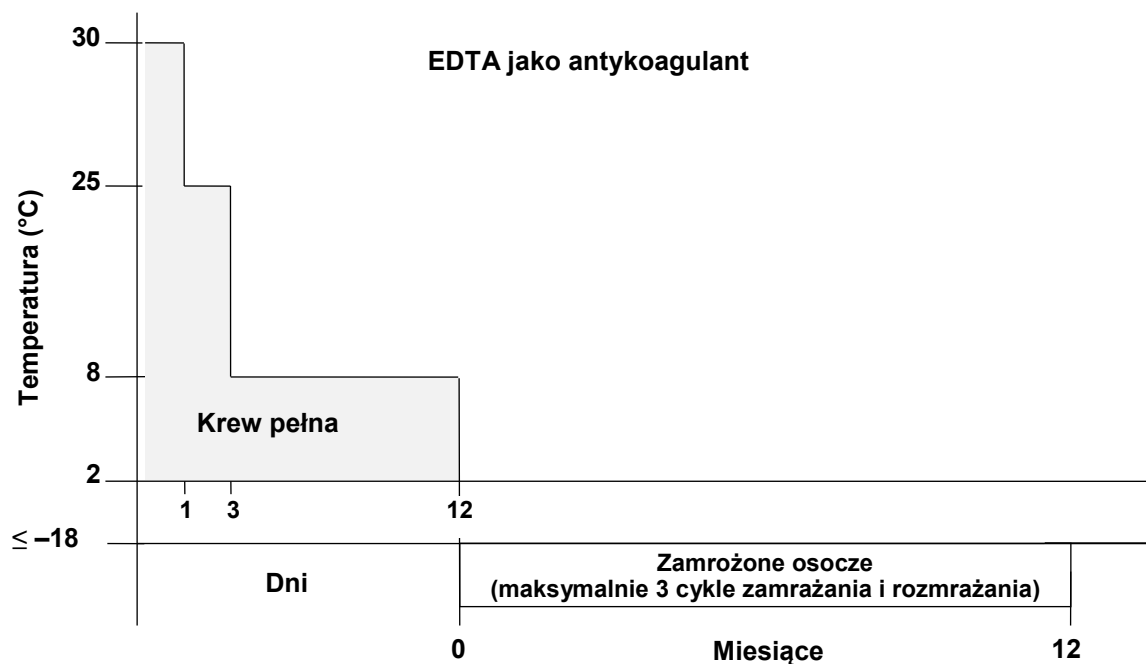 30
EDTA jako antykoagulant
25
Temperatura (°C)
8
Krew pełna
2
1 3 12
≤ –18
Zamrożone osocze
(maksymalnie 3 cykle zamrażania i rozmrażania)
Dni
0 Miesiące 12